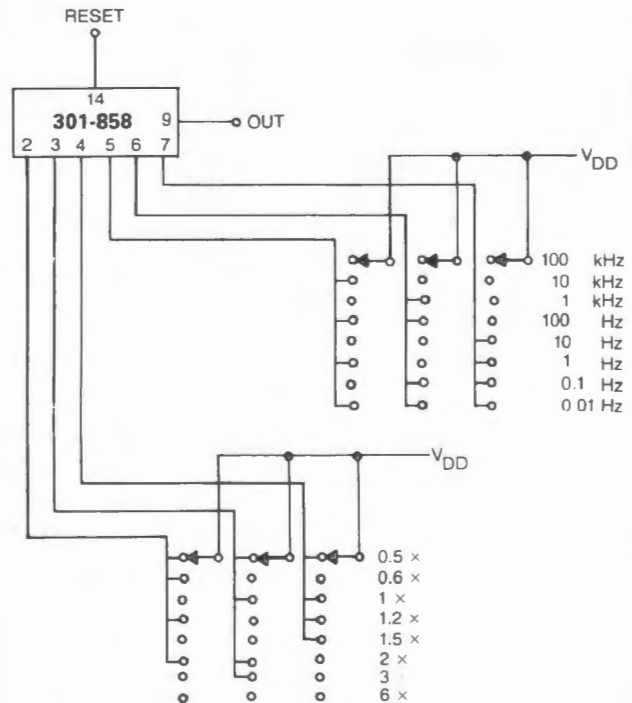 RESET
14
301-858 9 OUT
2 3 4 5 6 7
VDD
100 kHz
10 kHz
1 kHz
100 Hz
10 Hz
1 Hz
0.1 Hz
0 01 Hz
VDD
0.5 ×
0.6 ×
1 ×
1.2 ×
1.5 ×
2 ×
3
6 ×